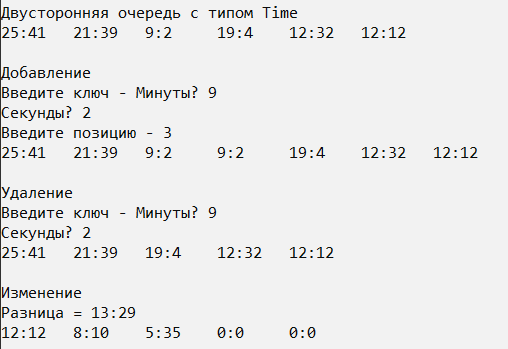 Двусторонняя очередь с типом Time
25:41 21:39 9:2 19:4 12:32 12:12
Добавление
Введите ключ - Минуты? 9
Секунды? 2
Введите позицию - 3
25:41 21:39 9:2 9:2 19:4 12:32 12:12
Удаление
Введите ключ - Минуты? 9
Секунды? 2
25:41 21:39 19:4 12:32 12:12
Изменение
Разница = 13:29
12:12 8:10 5:35 0:0 0:0